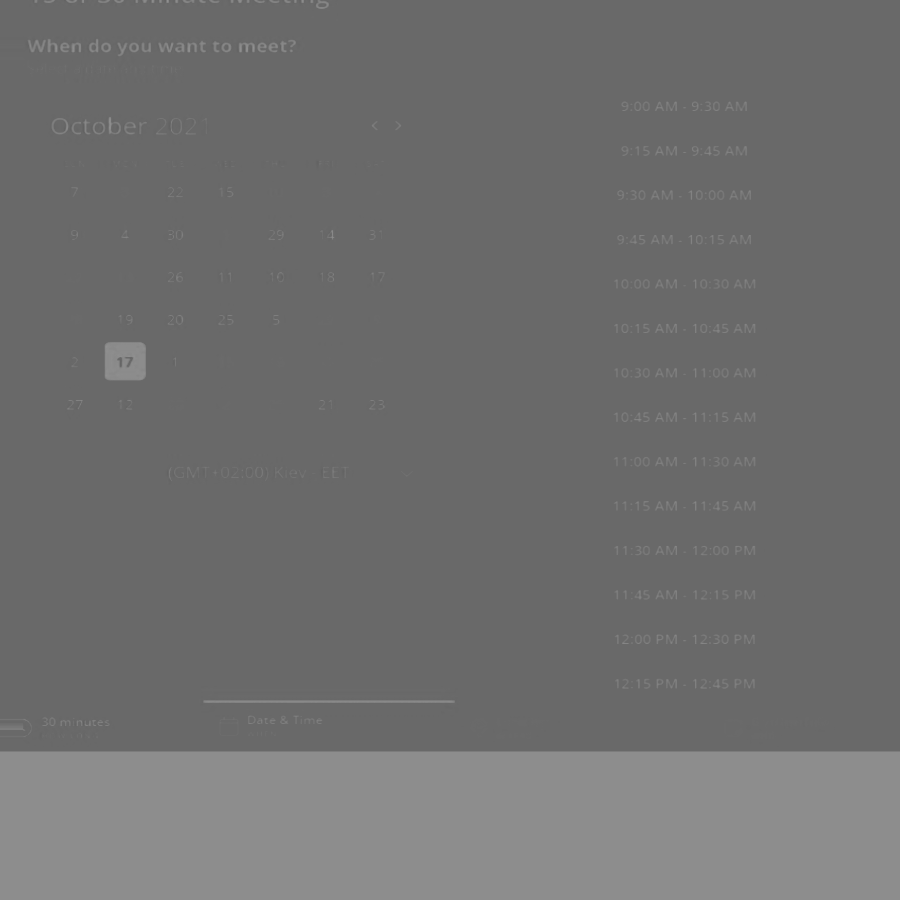 15 or 30 Minute Meeting
When do you want to meet?
October 2021
7 22 15
9 4 30 29 14 31
26 11 10 18 17
19 20 25 5
2 17 1
27 12 21 23
(GMT+02:00) Kiev EET
9:00 AM - 9:30 AM
9:15 AM - 9:45 AM
9:30 AM - 10:00 AM
9:45 AM - 10:15 AM
10:00 AM - 10:30 AM
10:15 AM - 10:45 AM
10:30 AM - 11:00 AM
10:45 AM - 11:15 AM
11:00 AM - 11:30 AM
11:15 AM - 11:45 AM
11:30 AM - 12:00 PM
11:45 AM - 12:15 PM
12:00 PM - 12:30 PM
12:15 PM - 12:45 PM
30 minutes
Date & Time